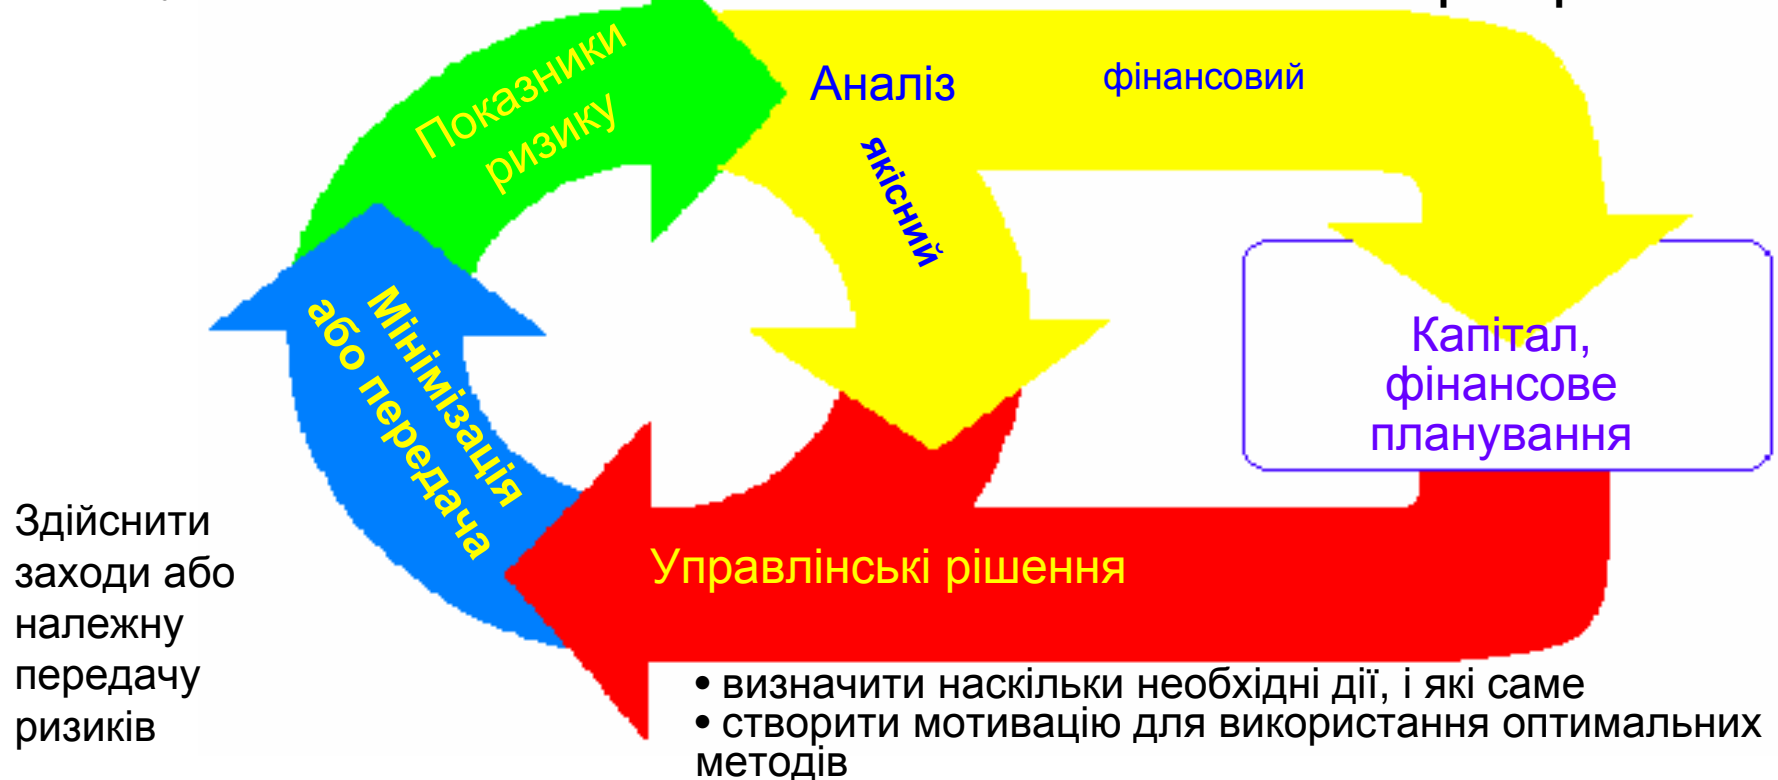 Показники
ризику
Аналіз
фінансовий
якісний
Мінімізація
або передача
Капітал,
фінансове
планування
Управлінські рішення
Здійснити
заходи або
належну
передачу
ризиків
• визначити наскільки необхідні дії, і які саме
• створити мотивацію для використання оптимальних
методів